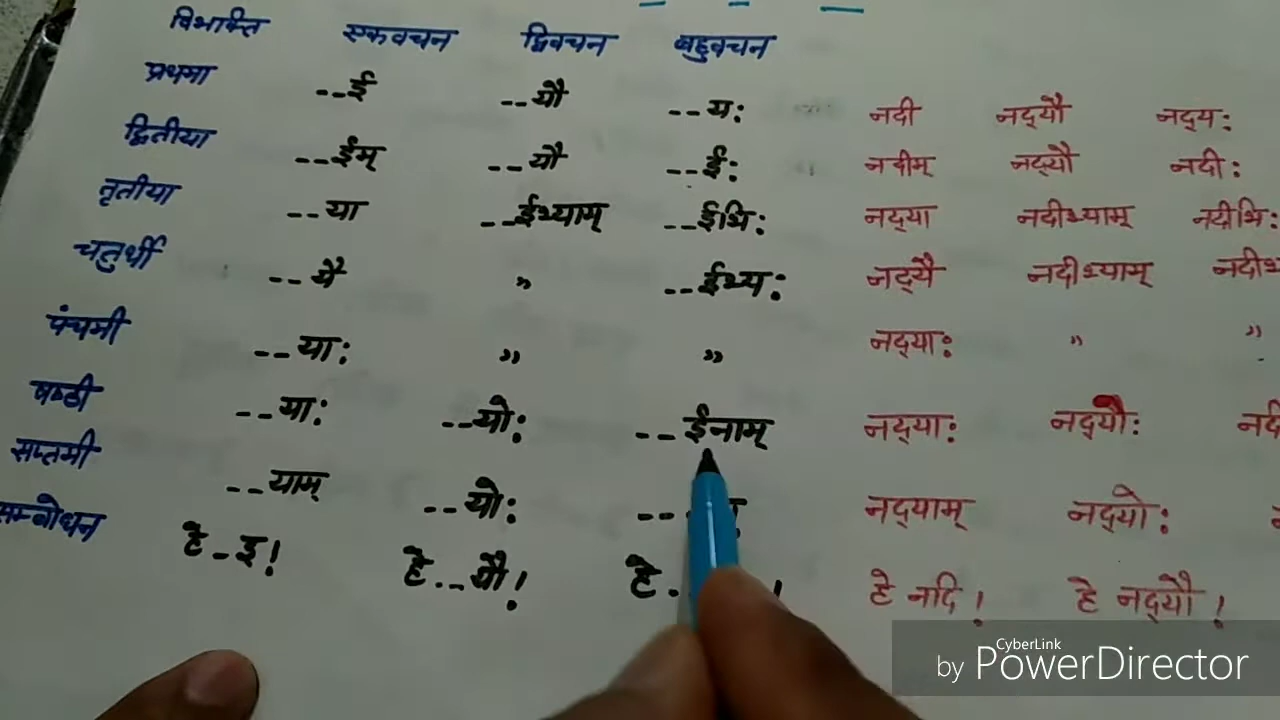 विभक्ति एकवचन द्विवचन बहुवचन
प्रथमा --ई --यौ --य: नदी नद्यौ नद्य:
द्वितीया --ईम् --यौ --ई: नदीम् नद्यौ नदी:
तृतीया --या --ईभ्याम् --ईभि: नद्या नदीभ्याम् नदीभि:
चतुर्थी --यै " --ईभ्य: नद्यै नदीभ्याम्
पंचमी --या: " " नद्या: " "
षष्ठी --या: --यो: --ईनाम् नद्या: नद्यौ:
सप्तमी --याम् --यो: -- नद्याम् नद्यो:
सम्बोधन हे -इ! हे --यौ! हे - ! हे नदि! हे नद्यौ!
CyberLink
by PowerDirector